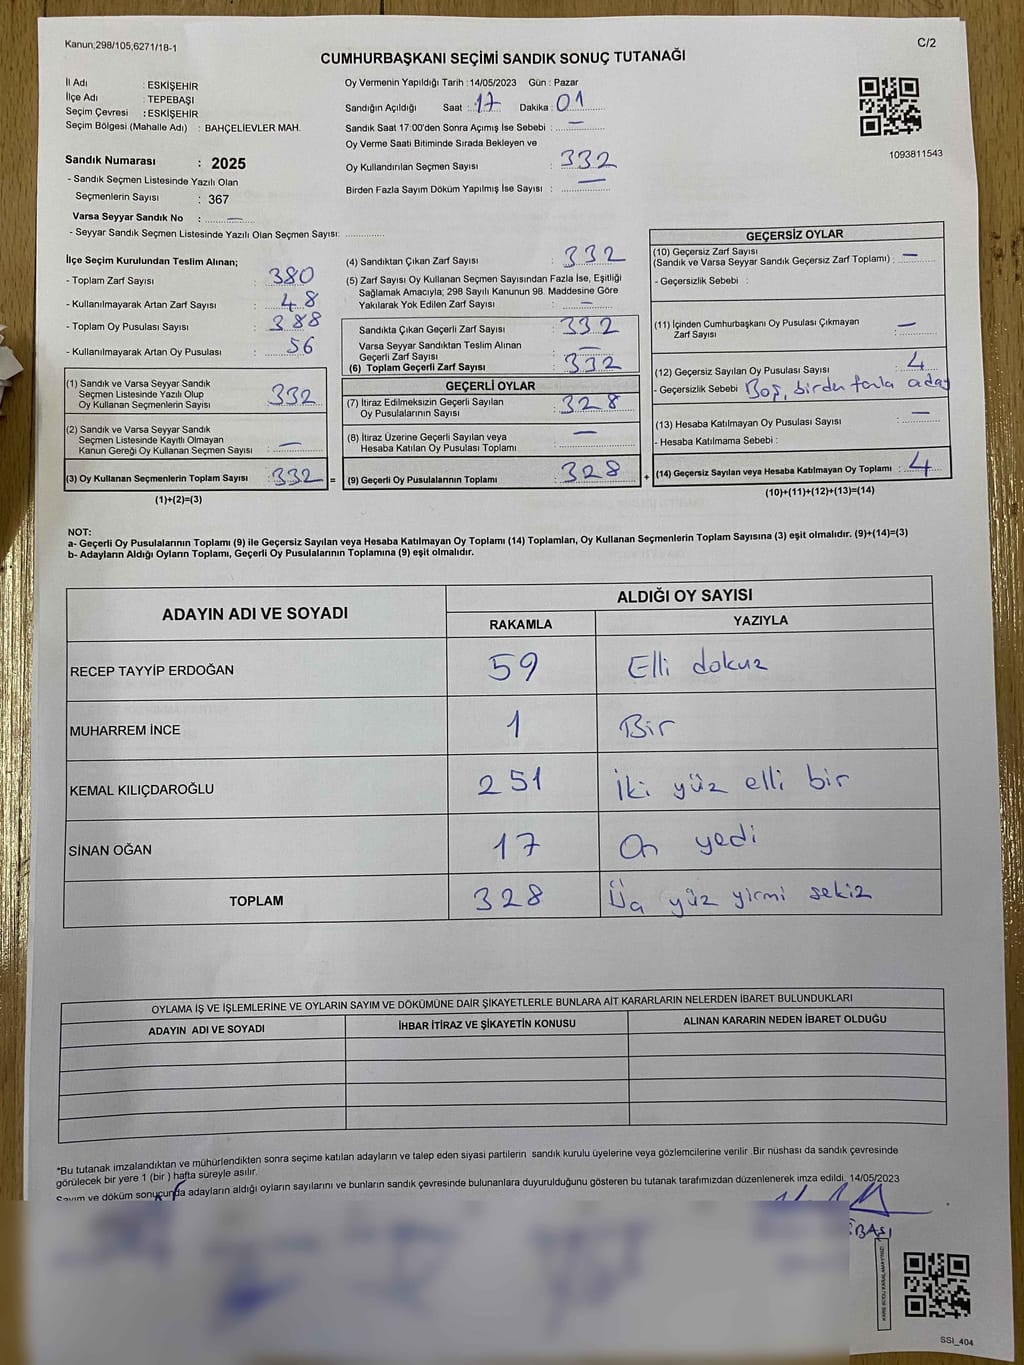 Kanun;298/105,6271/18-1
C/2
CUMHURBAŞKANI SEÇİMİ SANDIK SONUÇ TUTANAĞI
İl Adı : ESKİŞEHİR
İlçe Adı : TEPEBAŞI
Seçim Çevresi : ESKİŞEHİR
Seçim Bölgesi (Mahalle Adı) : BAHÇELİEVLER MAH.
Sandık Numarası : 2025
- Sandık Seçmen Listesinde Yazılı Olan
Seçmenlerin Sayısı : 367
Varsa Seyyar Sandık No : —
- Seyyar Sandık Seçmen Listesinde Yazılı Olan Seçmen Sayısı: ..............
Oy Vermenin Yapıldığı Tarih : 14/05/2023 Gün : Pazar
Sandığın Açıldığı Saat : 17 Dakika : 01
Sandık Saat 17:00'den Sonra Açımış İse Sebebi : —
Oy Verme Saati Bitiminde Sırada Bekleyen ve
Oy Kullandırılan Seçmen Sayısı : 332
Birden Fazla Sayım Döküm Yapılmış İse Sayısı : —
1093811543
İlçe Seçim Kurulundan Teslim Alınan;
- Toplam Zarf Sayısı : 380
- Kullanılmayarak Artan Zarf Sayısı : 48
- Toplam Oy Pusulası Sayısı : 388
- Kullanılmayarak Artan Oy Pusulası : 56
(1) Sandık ve Varsa Seyyar Sandık
Seçmen Listesinde Yazılı Olup
Oy Kullanan Seçmenlerin Sayısı : 332
(2) Sandık ve Varsa Seyyar Sandık
Seçmen Listesinde Kayıtlı Olmayan
Kanun Gereği Oy Kullanan Seçmen Sayısı : —
(3) Oy Kullanan Seçmenlerin Toplam Sayısı : 332 =
(1)+(2)=(3)
(4) Sandıktan Çıkan Zarf Sayısı : 332
(5) Zarf Sayısı Oy Kullanan Seçmen Sayısından Fazla İse, Eşitliği
Sağlamak Amacıyla; 298 Sayılı Kanunun 98. Maddesine Göre
Yakılarak Yok Edilen Zarf Sayısı : —
Sandıkta Çıkan Geçerli Zarf Sayısı : 332
Varsa Seyyar Sandıktan Teslim Alınan
Geçerli Zarf Sayısı : —
(6) Toplam Geçerli Zarf Sayısı : 332
GEÇERLİ OYLAR
(7) İtiraz Edilmeksizin Geçerli Sayılan
Oy Pusulalarının Sayısı : 328
(8) İtiraz Üzerine Geçerli Sayılan veya
Hesaba Katılan Oy Pusulası Toplamı : —
(9) Geçerli Oy Pusulalarının Toplamı : 328 +
GEÇERSİZ OYLAR
(10) Geçersiz Zarf Sayısı
(Sandık ve Varsa Seyyar Sandık Geçersiz Zarf Toplamı) : —
- Geçersizlik Sebebi :
(11) İçinden Cumhurbaşkanı Oy Pusulası Çıkmayan
Zarf Sayısı : —
(12) Geçersiz Sayılan Oy Pusulası Sayısı : 4
- Geçersizlik Sebebi Boş, birden fazla aday
(13) Hesaba Katılmayan Oy Pusulası Sayısı : —
- Hesaba Katılmama Sebebi :
(14) Geçersiz Sayılan veya Hesaba Katılmayan Oy Toplamı : 4
(10)+(11)+(12)+(13)=(14)
NOT:
a- Geçerli Oy Pusulalarının Toplamı (9) ile Geçersiz Sayılan veya Hesaba Katılmayan Oy Toplamı (14) Toplamları, Oy Kullanan Seçmenlerin Toplam Sayısına (3) eşit olmalıdır. (9)+(14)=(3)
b- Adayların Aldığı Oyların Toplamı, Geçerli Oy Pusulalarının Toplamına (9) eşit olmalıdır.
ADAYIN ADI VE SOYADI
ALDIĞI OY SAYISI
RAKAMLA YAZIYLA
RECEP TAYYİP ERDOĞAN 59 Elli dokuz
MUHARREM İNCE 1 Bir
KEMAL KILIÇDAROĞLU 251 İki yüz elli bir
SİNAN OĞAN 17 On yedi
TOPLAM 328 Üç yüz yirmi sekiz
OYLAMA İŞ VE İŞLEMLERİNE VE OYLARIN SAYIM VE DÖKÜMÜNE DAİR ŞİKAYETLERLE BUNLARA AİT KARARLARIN NELERDEN İBARET BULUNDUKLARI
ADAYIN ADI VE SOYADI İHBAR İTİRAZ VE ŞİKAYETİN KONUSU ALINAN KARARIN NEDEN İBARET OLDUĞU
*Bu tutanak imzalandıktan ve mühürlendikten sonra seçime katılan adayların ve talep eden siyasi partilerin sandık kurulu üyelerine veya gözlemcilerine verilir .Bir nüshası da sandık çevresinde
görülecek bir yere 1 (bir ) hafta süreyle asılır.
Sayım ve döküm sonucunda adayların aldığı oyların sayılarını ve bunların sandık çevresinde bulunanlara duyurulduğunu gösteren bu tutanak tarafımızdan düzenlenerek imza edildi. 14/05/2023
SSI_404